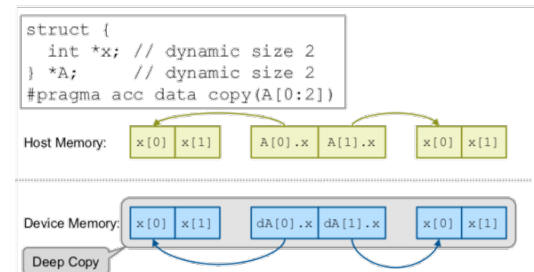 struct {
int *x; // dynamic size 2
} *A; // dynamic size 2
#pragma acc data copy(A[0:2])
Host Memory: x[0] x[1] A[0].x A[1].x x[0] x[1]
Device Memory: x[0] x[1] dA[0].x dA[1].x x[0] x[1]
Deep Copy